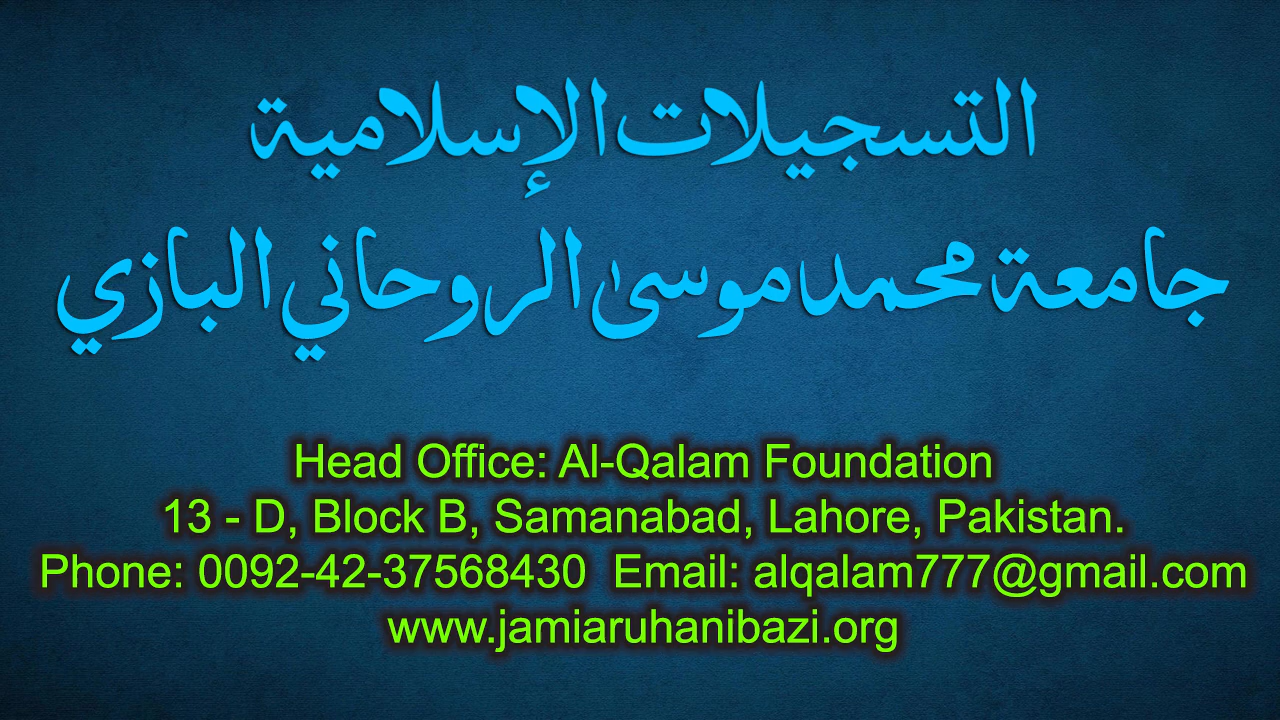 التسجيلات الإسلامية
جامعة محمد موسىٰ الروحاني البازي
Head Office: Al-Qalam Foundation
13 - D, Block B, Samanabad, Lahore, Pakistan.
Phone: 0092-42-37568430  Email: alqalam777@gmail.com
www.jamiaruhanibazi.org